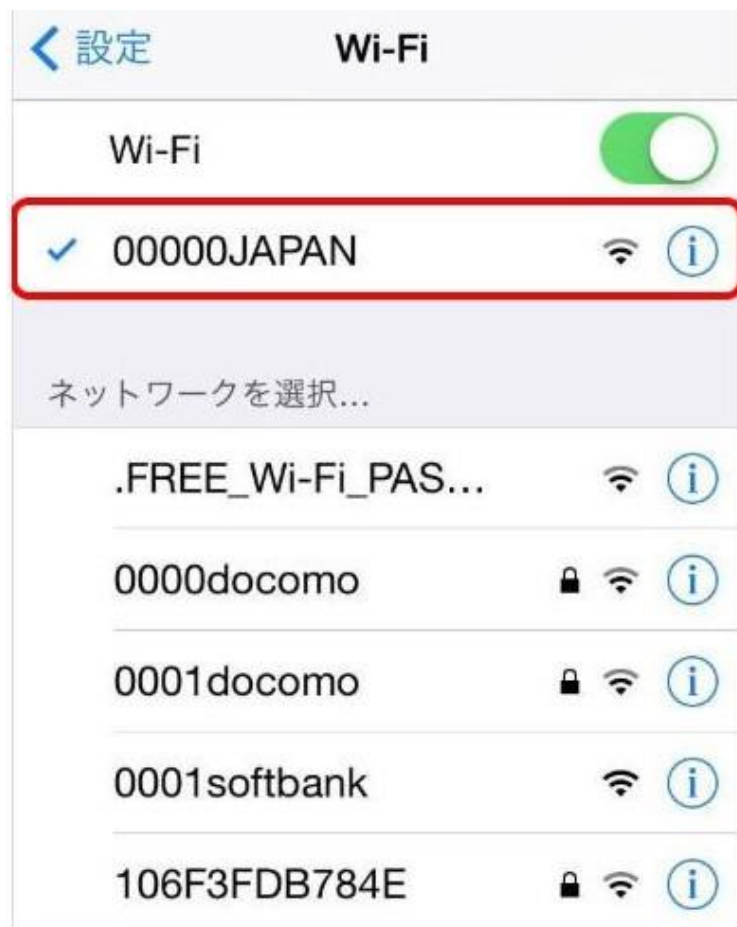 設定 Wi-Fi
Wi-Fi
00000JAPAN
ネットワークを選択...
.FREE_Wi-Fi_PAS...
0000docomo
0001docomo
0001softbank
106F3FDB784E